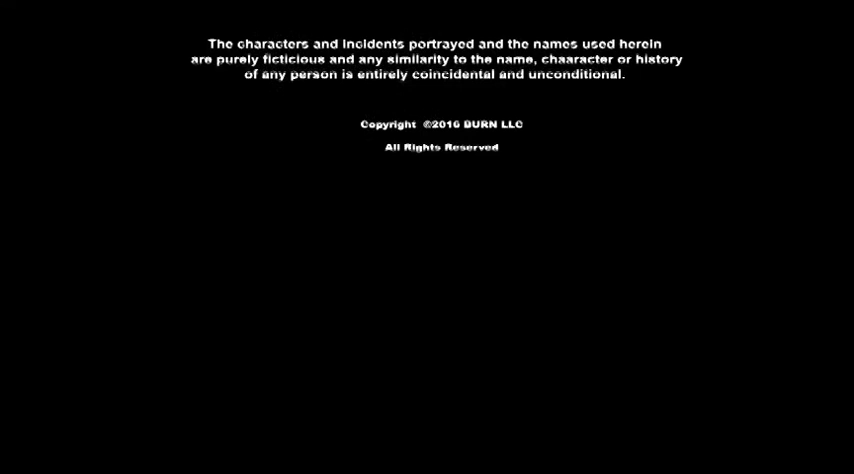 The characters and incidents portrayed and the names used herein
are purely ficticious and any similarity to the name, chaaracter or history
of any person is entirely coincidental and unconditional.
Copyright ©2016 BURN LLC
All Rights Reserved